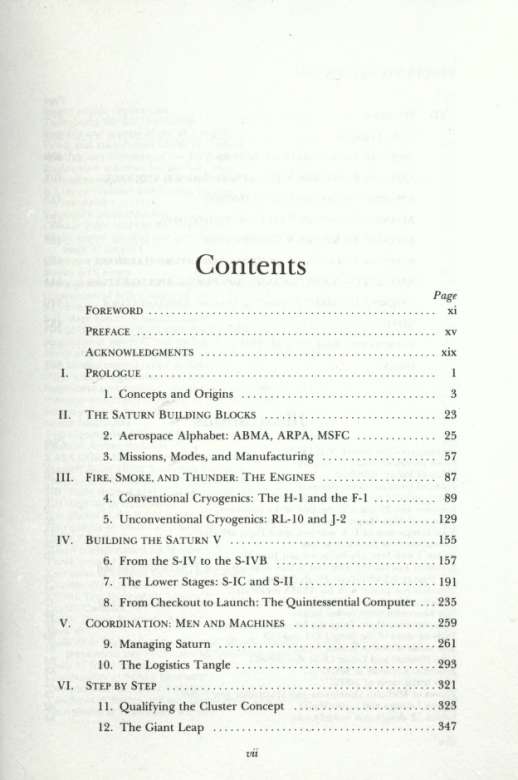 Contents
Page
FOREWORD ................................................ xi
PREFACE ................................................ xv
ACKNOWLEDGMENTS ........................................ xix
I. PROLOGUE ................................................ 1
1. Concepts and Origins ................................ 3
II. THE SATURN BUILDING BLOCKS ............................ 23
2. Aerospace Alphabet: ABMA, ARPA, MSFC ............. 25
3. Missions, Modes, and Manufacturing ................... 57
III. FIRE, SMOKE, AND THUNDER: THE ENGINES ................... 87
4. Conventional Cryogenics: The H-1 and the F-1 .......... 89
5. Unconventional Cryogenics: RL-10 and J-2 ............. 129
IV. BUILDING THE SATURN V .................................. 155
6. From the S-IV to the S-IVB ...................... 157
7. The Lower Stages: S-IC and S-II ....................... 191
8. From Checkout to Launch: The Quintessential Computer ... 235
V. COORDINATION: MEN AND MACHINES ........................ 259
9. Managing Saturn ..................................... 261
10. The Logistics Tangle ................................. 293
VI. STEP BY STEP ............................................ 321
11. Qualifying the Cluster Concept ........................ 323
12. The Giant Leap ..................................... 347
vii